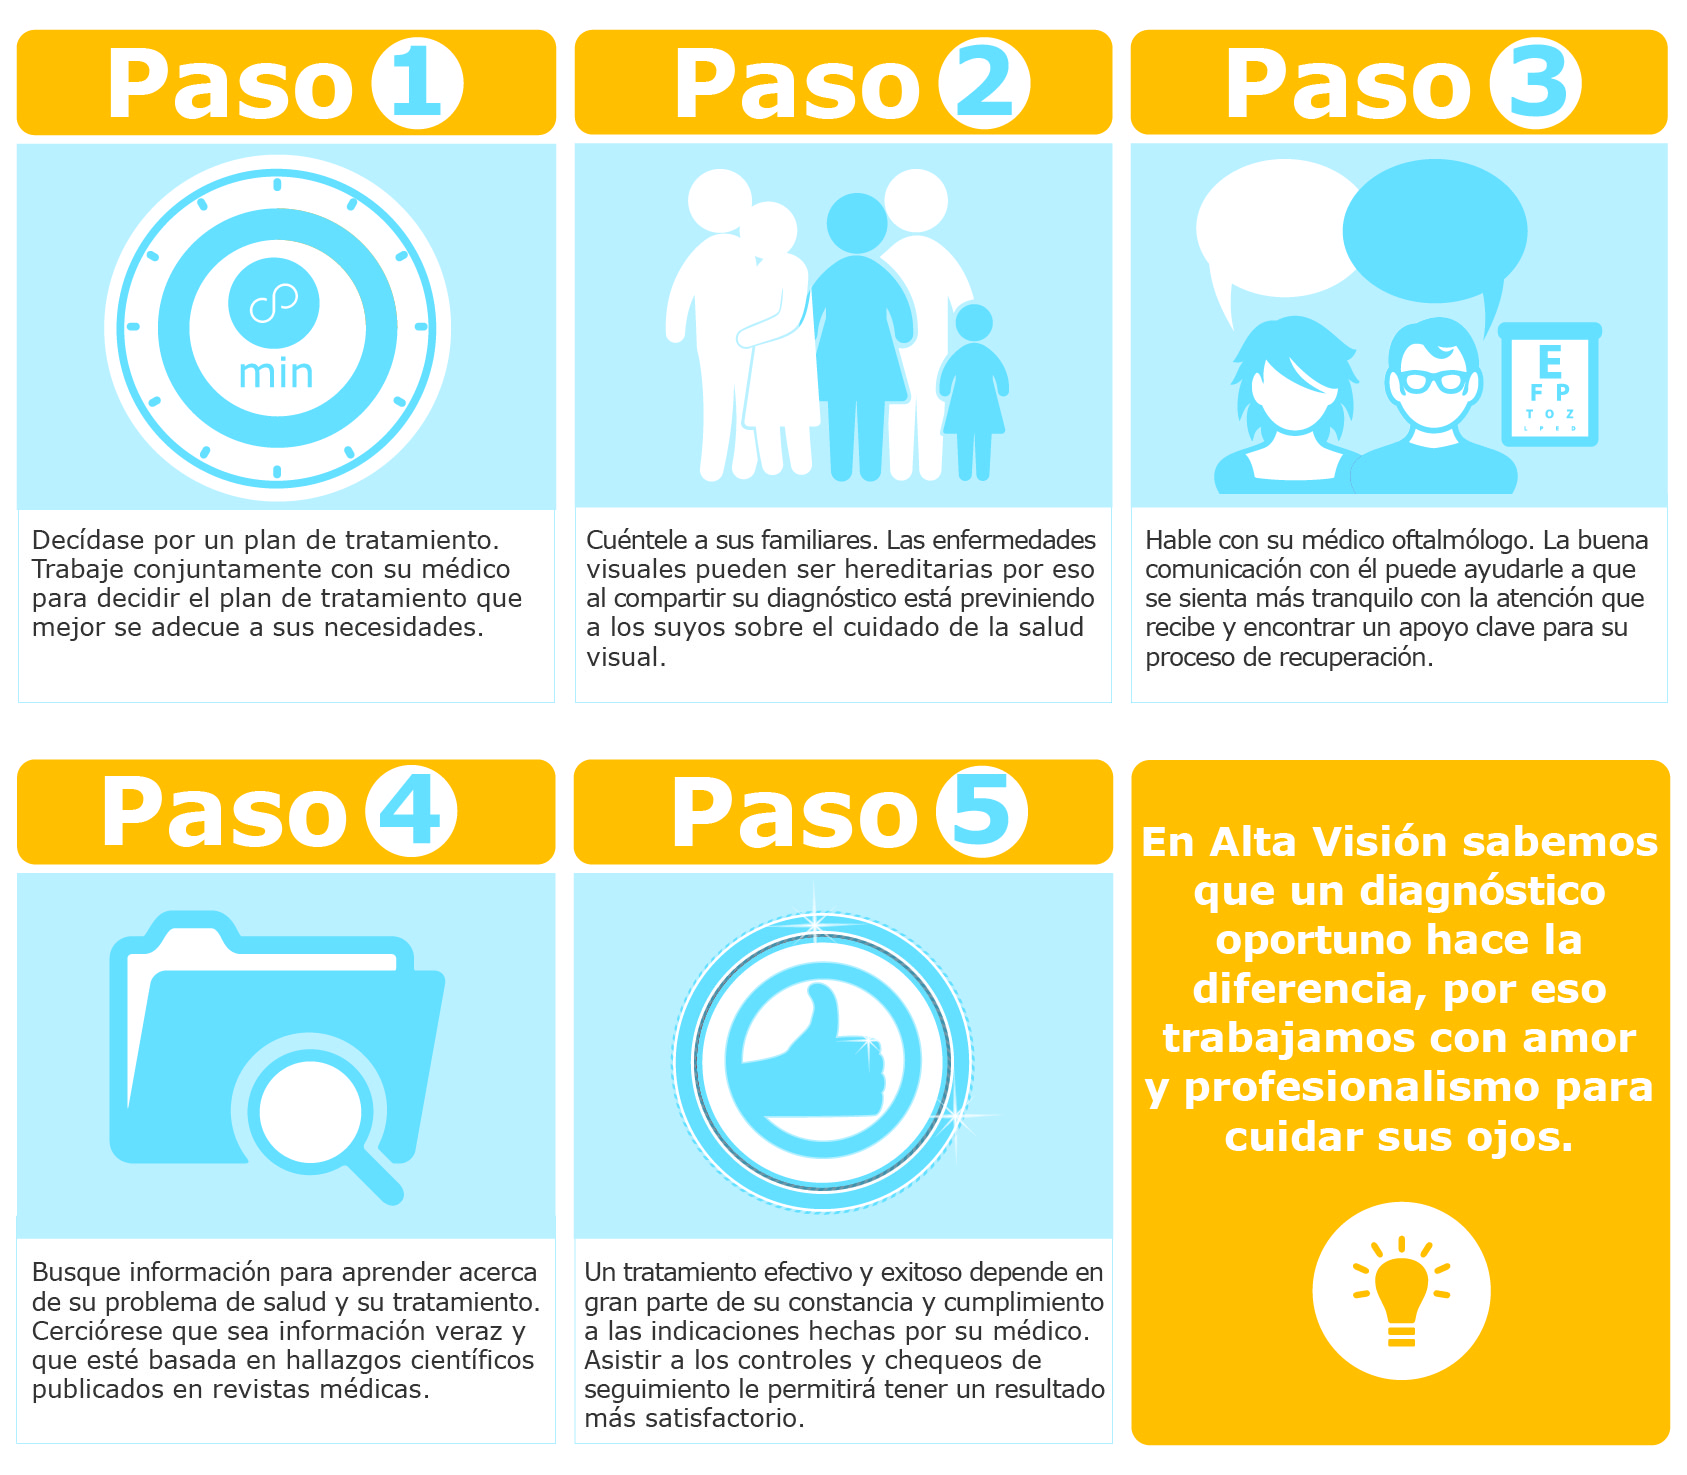 Paso 1
Decídase por un plan de tratamiento.
Trabaje conjuntamente con su médico
para decidir el plan de tratamiento que
mejor se adecue a sus necesidades.
min
Paso 2
Cuéntele a sus familiares. Las enfermedades
visuales pueden ser hereditarias por eso
al compartir su diagnóstico está previniendo
a los suyos sobre el cuidado de la salud
visual.
Paso 3
E
F P
T O Z
L P E D
Hable con su médico oftalmólogo. La buena
comunicación con él puede ayudarle a que
se sienta más tranquilo con la atención que
recibe y encontrar un apoyo clave para su
proceso de recuperación.
Paso 4
Busque información para aprender acerca
de su problema de salud y su tratamiento.
Cerciórese que sea información veraz y
que esté basada en hallazgos científicos
publicados en revistas médicas.
Paso 5
Un tratamiento efectivo y exitoso depende en
gran parte de su constancia y cumplimiento
a las indicaciones hechas por su médico.
Asistir a los controles y chequeos de
seguimiento le permitirá tener un resultado
más satisfactorio.
En Alta Visión sabemos
que un diagnóstico
oportuno hace la
diferencia, por eso
trabajamos con amor
y profesionalismo para
cuidar sus ojos.